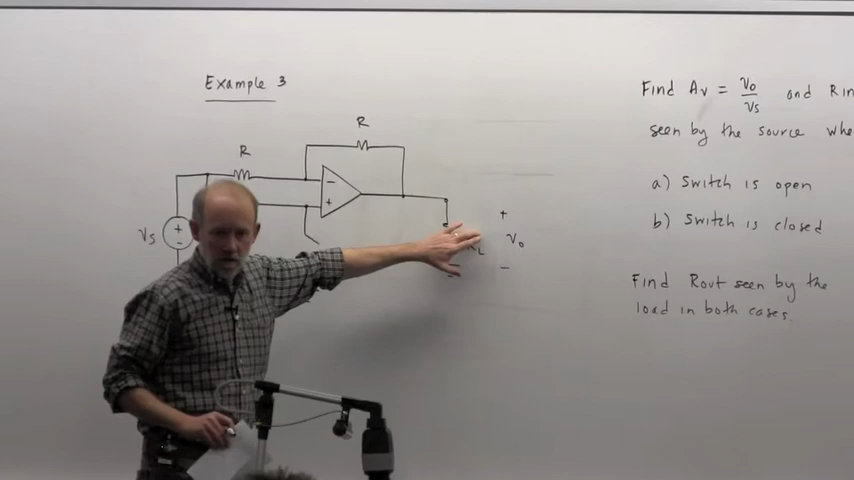 Example 3
Find Av = Vo/Vs and Rin
seen by the source
R
R
a) Switch is open
b) Switch is closed
-
+
+
Vs
+
-
Vo
L
-
Find Rout seen by the
load in both cases.